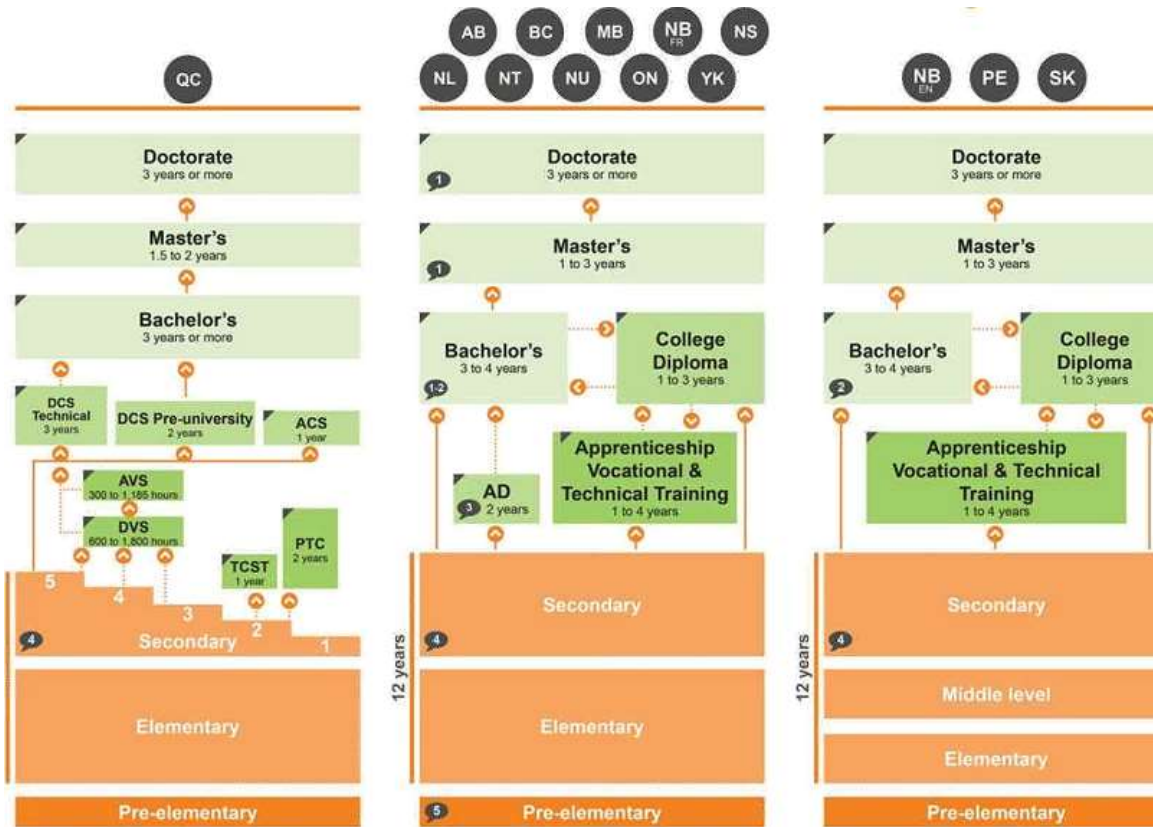 QC
Doctorate
3 years or more
Master's
1.5 to 2 years
Bachelor's
3 years or more
DCS
Technical
3 years
DCS Pre-university
2 years
ACS
1 year
AVS
300 to 1,185 hours
DVS
600 to 1,800 hours
PTC
2 years
TCST
1 year
5
4
3
2
1
4
Secondary
Elementary
Pre-elementary
AB
BC
MB
NB
FR
NS
NL
NT
NU
ON
YK
Doctorate
3 years or more
1
Master's
1 to 3 years
1
Bachelor's
3 to 4 years
1-2
College
Diploma
1 to 3 years
AD
3
2 years
Apprenticeship
Vocational &
Technical Training
1 to 4 years
12 years
Secondary
4
Elementary
5
Pre-elementary
NB
EN
PE
SK
Doctorate
3 years or more
Master's
1 to 3 years
Bachelor's
3 to 4 years
2
College
Diploma
1 to 3 years
Apprenticeship
Vocational & Technical
Training
1 to 4 years
12 years
Secondary
4
Middle level
Elementary
Pre-elementary